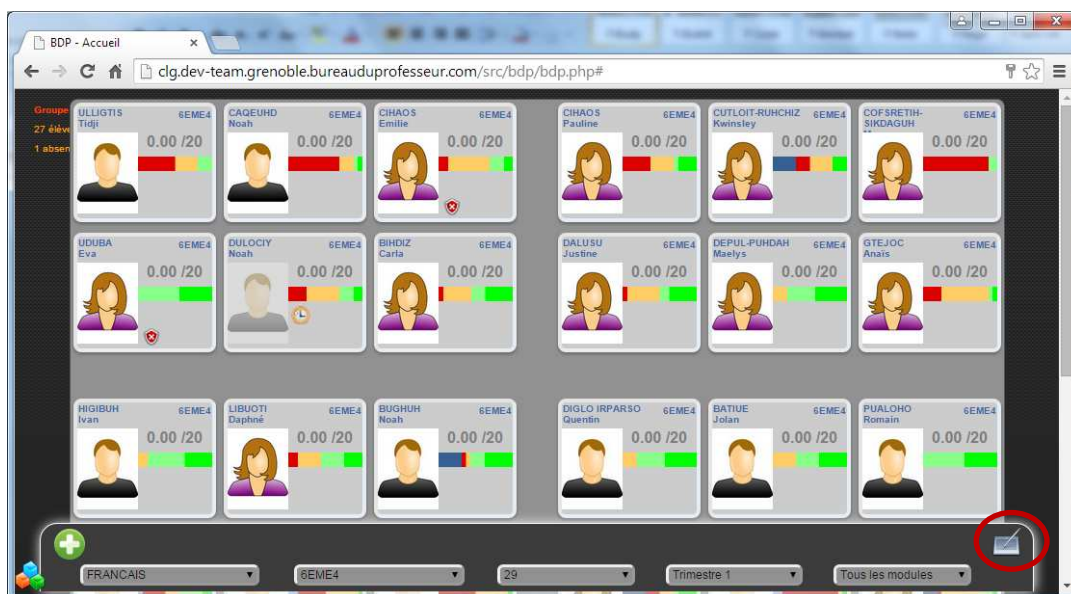 BDP - Accueil
clg.dev-team.grenoble.bureauduprofesseur.com/src/bdp/bdp.php#
Groupe
27 élève
1 absen
ULLIGTIS 6EME4
Tidji
0.00 /20
CAQEUHD 6EME4
Noah
0.00 /20
CIHAOS 6EME4
Emilie
0.00 /20
CIHAOS 6EME4
Pauline
0.00 /20
CUTLOIT-RUHCHIZ 6EME4
Kwinsley
0.00 /20
COFSRETIH- 6EME4
SIKDAGUH
0.00 /20
UDUBA 6EME4
Eva
0.00 /20
DULOCIY 6EME4
Noah
0.00 /20
BIHDIZ 6EME4
Carla
0.00 /20
DALUSU 6EME4
Justine
0.00 /20
DEPUL-PUHDAH 6EME4
Maelys
0.00 /20
GTEJOC 6EME4
Anaïs
0.00 /20
HIGIBUH 6EME4
Ivan
0.00 /20
LIBUOTI 6EME4
Daphné
0.00 /20
BUGHUH 6EME4
Noah
0.00 /20
DIGLO IRPARSO 6EME4
Quentin
0.00 /20
BATIUE 6EME4
Jolan
0.00 /20
PUALOHO 6EME4
Romain
0.00 /20
FRANCAIS
6EME4
29
Trimestre 1
Tous les modules